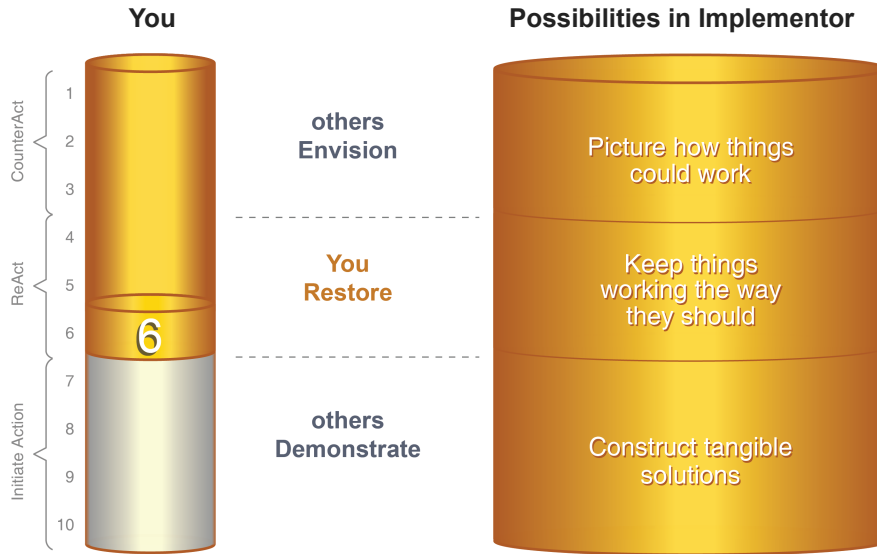 You
Possibilities in Implementor
CounterAct
1
2
3
ReAct
4
5
6
Initiate Action
7
8
9
10
6
others
Envision
You
Restore
others
Demonstrate
Picture how things
could work
Keep things
working the way
they should
Construct tangible
solutions